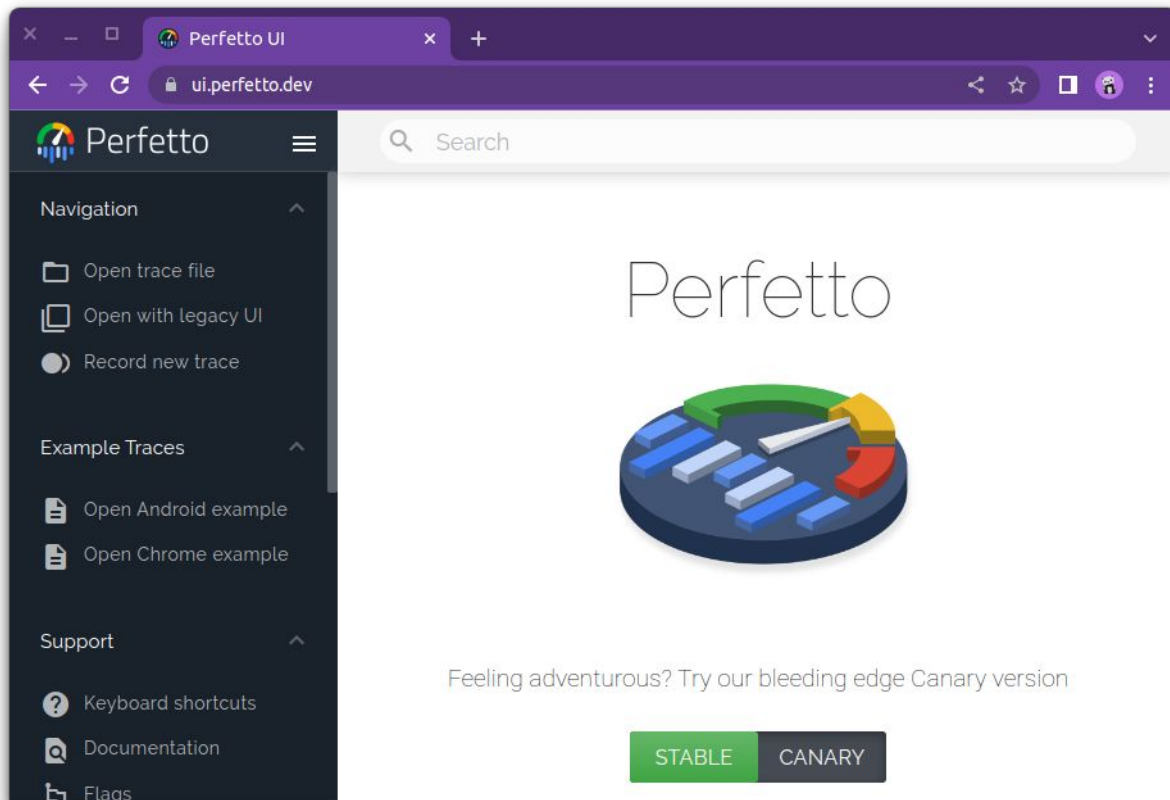 Perfetto UI
ui.perfetto.dev
Perfetto
Search
Navigation
Open trace file
Open with legacy UI
Record new trace
Example Traces
Open Android example
Open Chrome example
Support
Keyboard shortcuts
Documentation
Flags
Perfetto
Feeling adventurous? Try our bleeding edge Canary version
STABLE CANARY